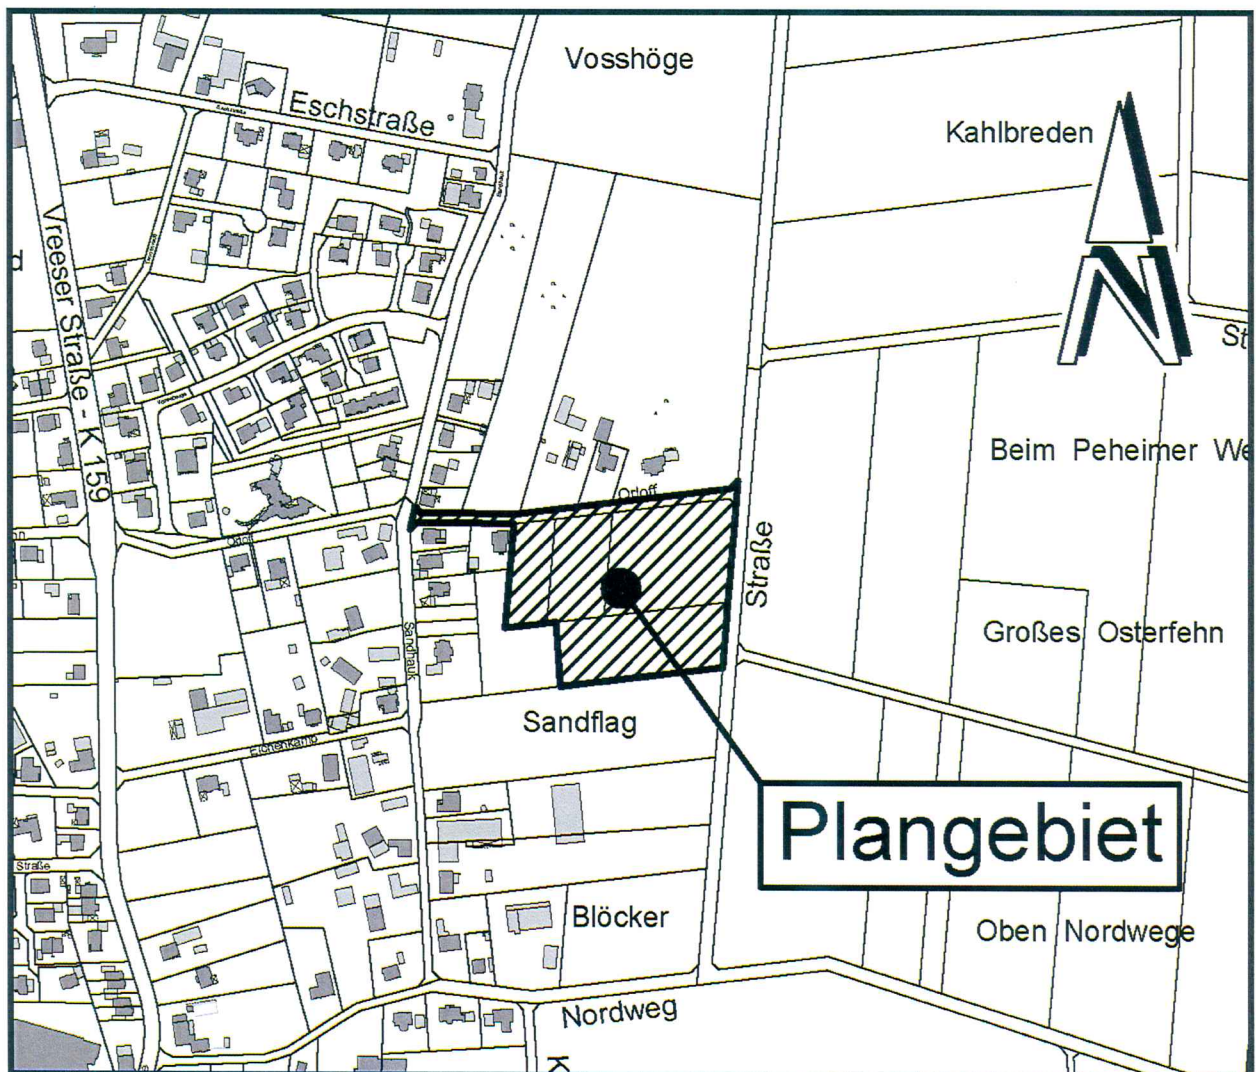 Vosshöge
Kahlbreden
Eschstraße
Vreeser Straße - K 159
N
St
Beim Peheimer We
Orloff
Straße
Orloff
Großes Osterfehn
Sandhauk
Sandflag
Eichenkamp
Plangebiet
Straße
Blöcker
Oben Nordwege
Nordweg
K